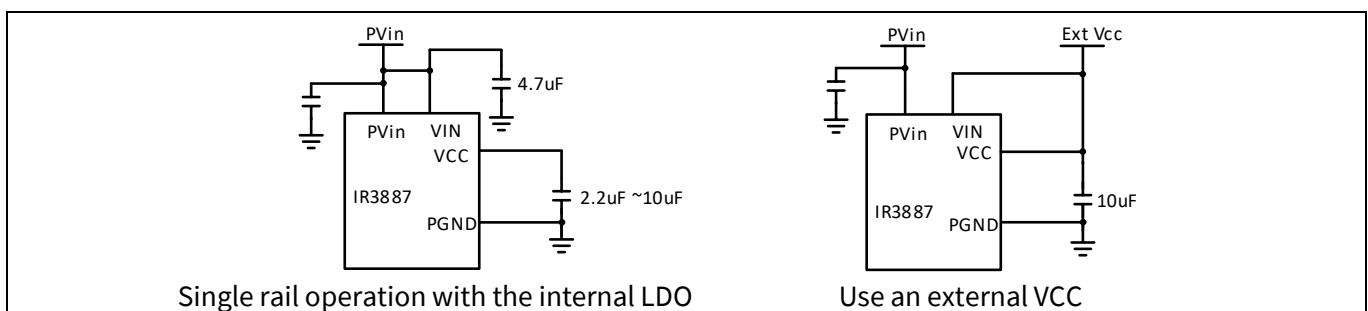 PVin
4.7uF
PVin
VIN
VCC
IR3887
2.2uF ~10uF
PGND
Single rail operation with the internal LDO
PVin
Ext Vcc
PVin
VIN
VCC
IR3887
10uF
PGND
Use an external VCC